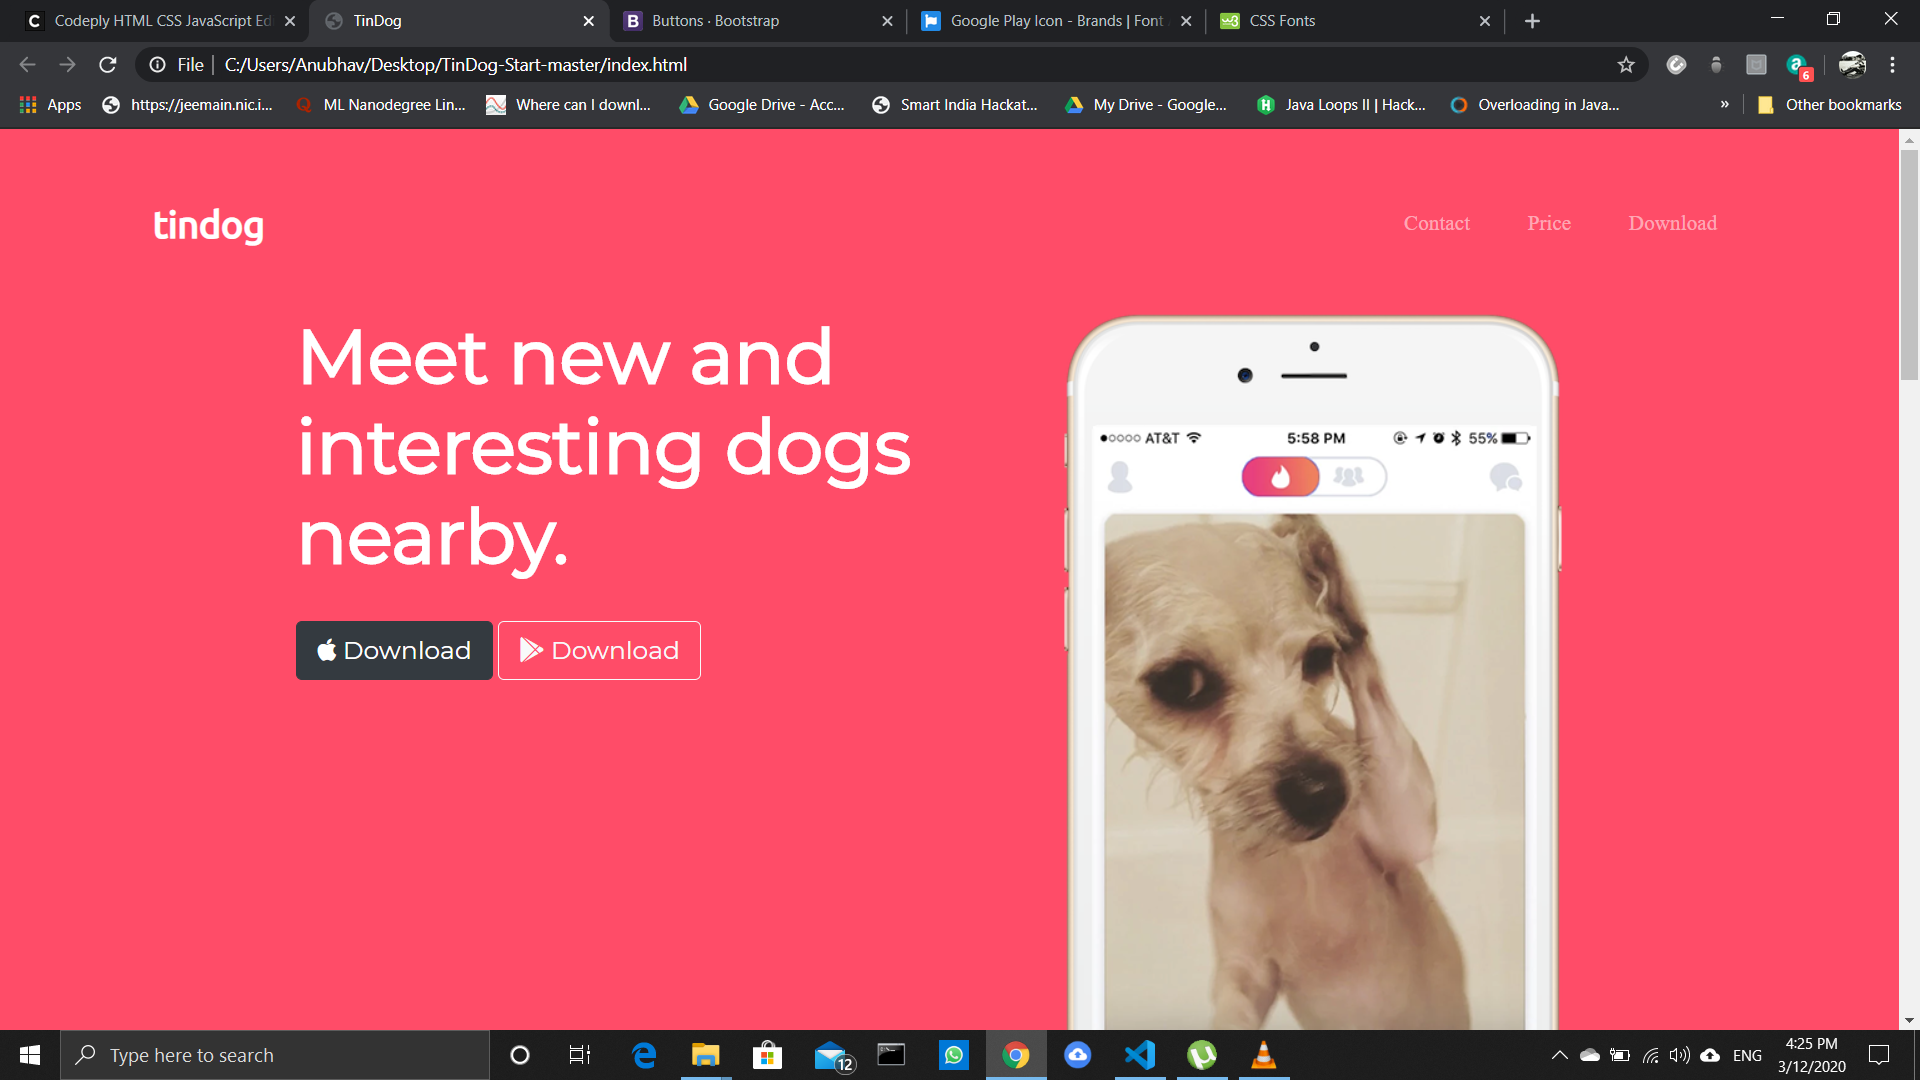 Codeply HTML CSS JavaScript Ed
TinDog
Buttons · Bootstrap
Google Play Icon - Brands | Font
CSS Fonts
File
C:/Users/Anubhav/Desktop/TinDog-Start-master/index.html
6
Apps
https://jeemain.nic.i...
ML Nanodegree Lin...
Where can I downl...
Google Drive - Acc...
Smart India Hackat...
My Drive - Google...
Java Loops II | Hack...
Overloading in Java...
»
Other bookmarks
tindog
Contact
Price
Download
Meet new and
interesting dogs
nearby.
Download
Download
AT&T
5:58 PM
55%
Type here to search
12
ENG
4:25 PM
3/12/2020